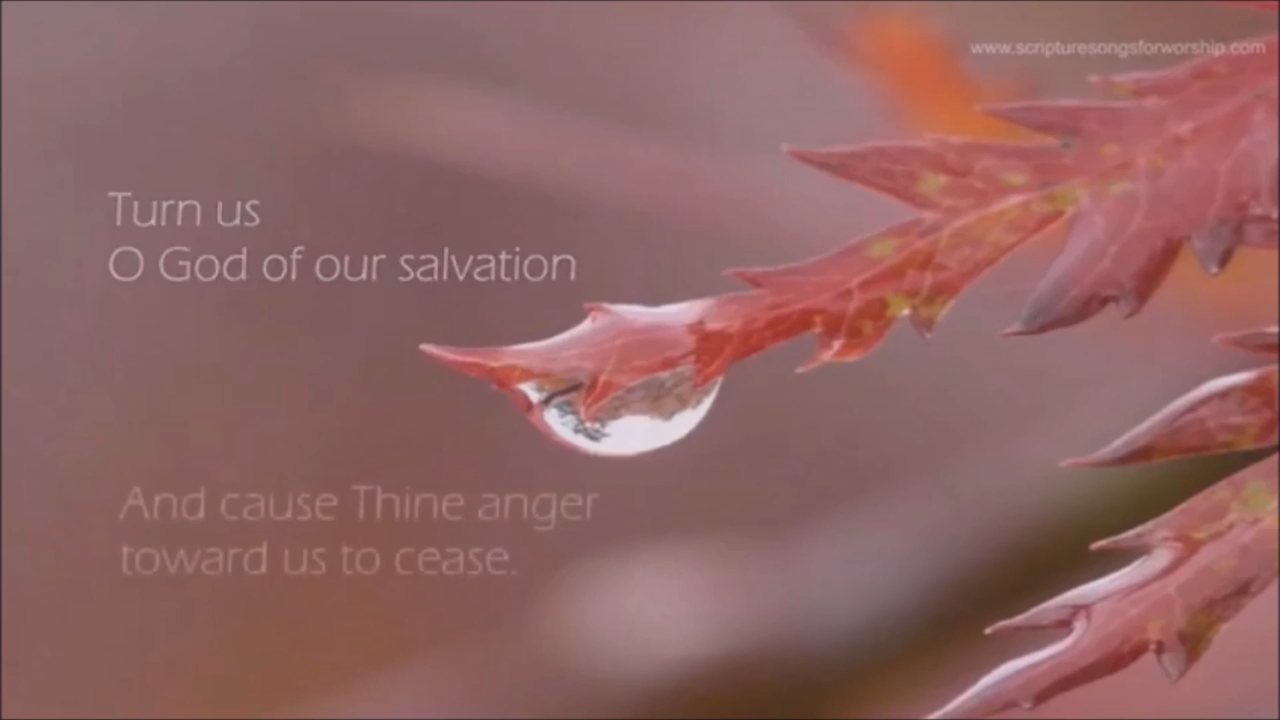 www.scripturesongsforworship.com
Turn us
O God of our salvation
And cause Thine anger
toward us to cease.